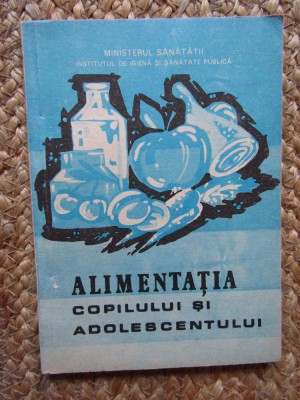 MINISTERUL SĂNĂTĂȚII
INSTITUTUL DE IGIENĂ ȘI SĂNĂTATE PUBLICĂ
ALIMENTAȚIA
COPILULUI ȘI
ADOLESCENTULUI